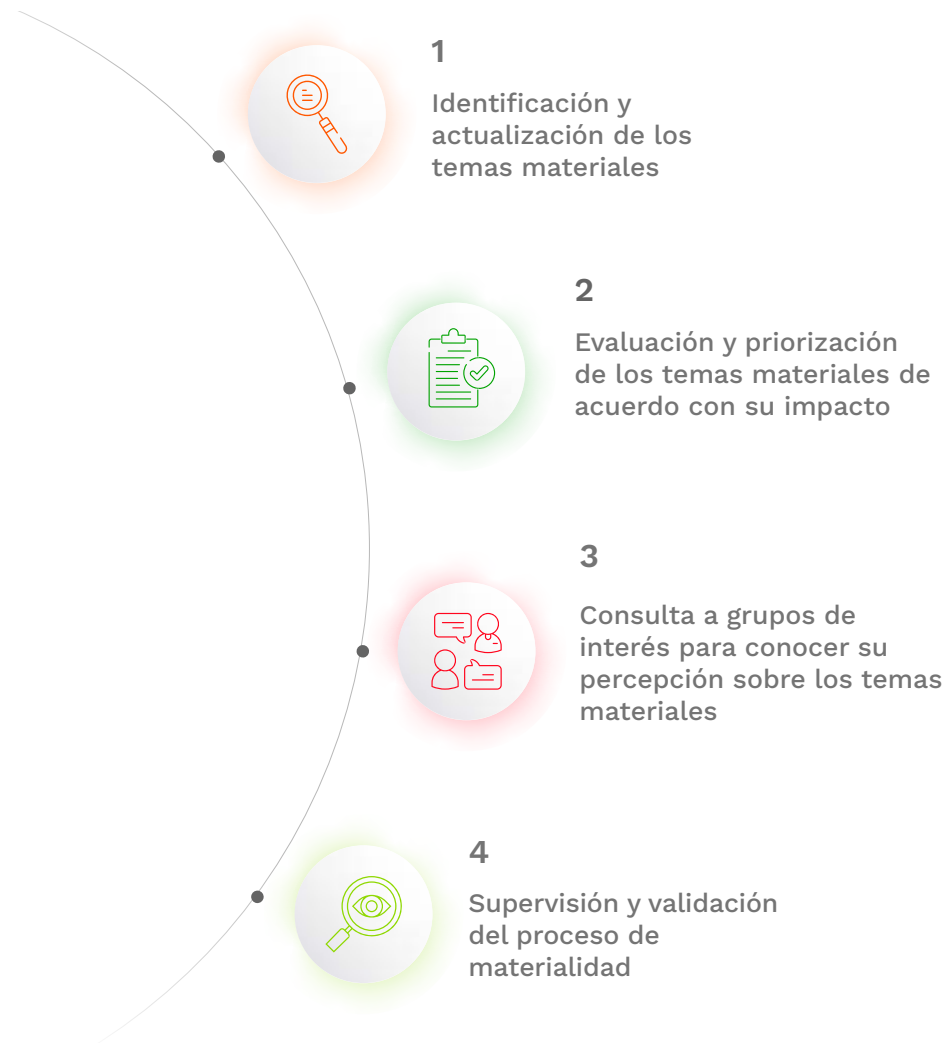 1
Identificación y
actualización de los
temas materiales
2
Evaluación y priorización
de los temas materiales de
acuerdo con su impacto
3
Consulta a grupos de
interés para conocer su
percepción sobre los temas
materiales
4
Supervisión y validación
del proceso de
materialidad